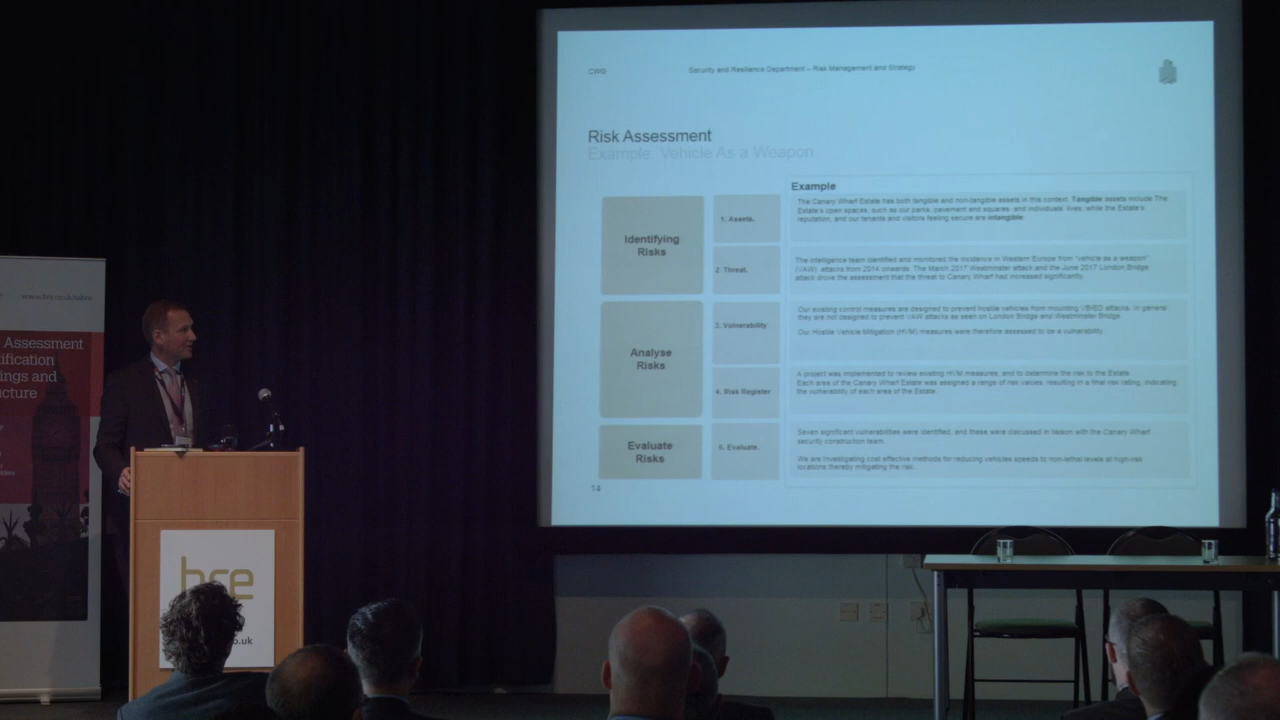 CWG
Security and Resilience Department – Risk Management and Strategy
Risk Assessment
Example: Vehicle As a Weapon
Example
Identifying
Risks
1. Assets.
The Canary Wharf Estate has both tangible and non-tangible assets in this context. Tangible assets include The
Estate's open spaces, such as our parks, pavement and squares, and individuals' lives; while the Estate's
reputation, and our tenants and visitors feeling secure are intangible.
2. Threat.
The intelligence team identified and monitored the incidence in Western Europe from "vehicle as a weapon"
(VAW) attacks from 2014 onwards. The March 2017 Westminster attack and the June 2017 London Bridge
attack drove the assessment that the threat to Canary Wharf had increased significantly.
Analyse
Risks
3. Vulnerability
Our existing control measures are designed to prevent hostile vehicles from mounting VBIED attacks. In general
they are not designed to prevent VAW attacks as seen on London Bridge and Westminster Bridge.
Our Hostile Vehicle Mitigation (HVM) measures were therefore assessed to be a vulnerability.
4. Risk Register
A project was implemented to review existing HVM measures, and to determine the risk to the Estate.
Each area of the Canary Wharf Estate was assigned a range of risk values, resulting in a final risk rating, indicating
the vulnerability of each area of the Estate.
Evaluate
Risks
5. Evaluate.
Seven significant vulnerabilities were identified, and these were discussed in liaison with the Canary Wharf
security construction team.
We are investigating cost effective methods for reducing vehicles speeds to non-lethal levels at high-risk
locations thereby mitigating the risk.
14
www.bre.co.uk/sabre
Assessment
ification
ings and
ucture
bre
o.uk